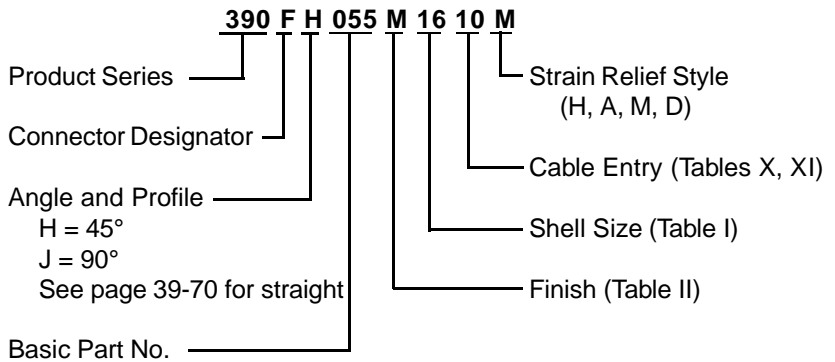 390 F H 055 M 16 10 M
Product Series
Connector Designator
Angle and Profile
H = 45°
J = 90°
See page 39-70 for straight
Basic Part No.
Strain Relief Style
(H, A, M, D)
Cable Entry (Tables X, XI)
Shell Size (Table I)
Finish (Table II)